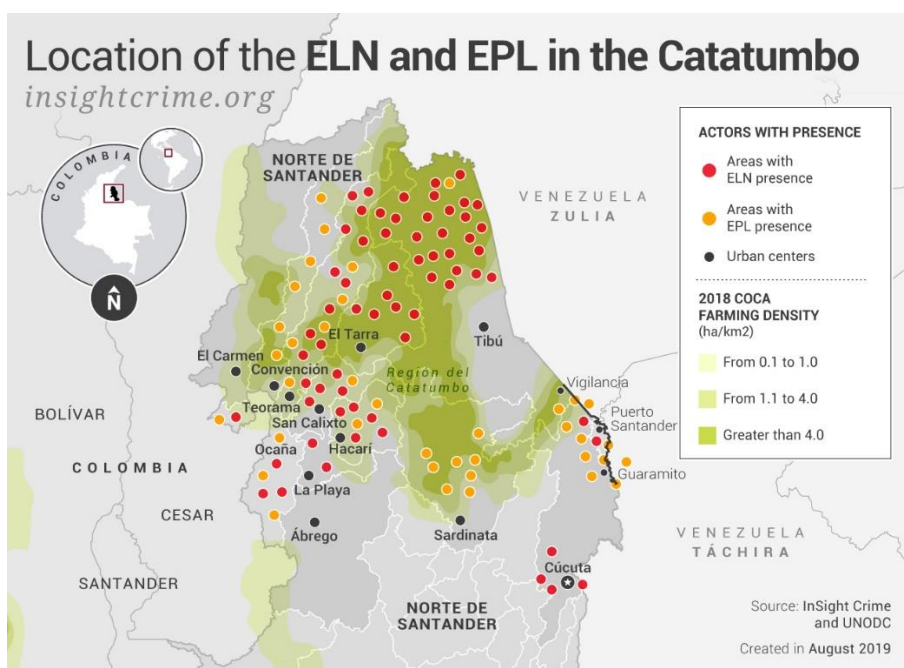 Location of the ELN and EPL in the Catatumbo
insightcrime.org
COLOMBIA
N
NORTE DE
SANTANDER
VENEZUELA
ZULIA
ACTORS WITH PRESENCE
Areas with
ELN presence
Areas with
EPL presence
Urban centers
2018 COCA
FARMING DENSITY
(ha/km2)
From 0.1 to 1.0
From 1.1 to 4.0
Greater than 4.0
El Tarra
Tibú
El Carmen
Convención
Región del
Catatumbo
Vigilancia
Teorama
San Calixto
Puerto
Santander
BOLÍVAR
Hacarí
Ocaña
COLOMBIA
Guaramito
La Playa
CESAR
Ábrego
Sardinata
VENEZUELA
TÁCHIRA
Cúcuta
SANTANDER
NORTE DE
SANTANDER
Source: InSight Crime
and UNODC
Created in August 2019